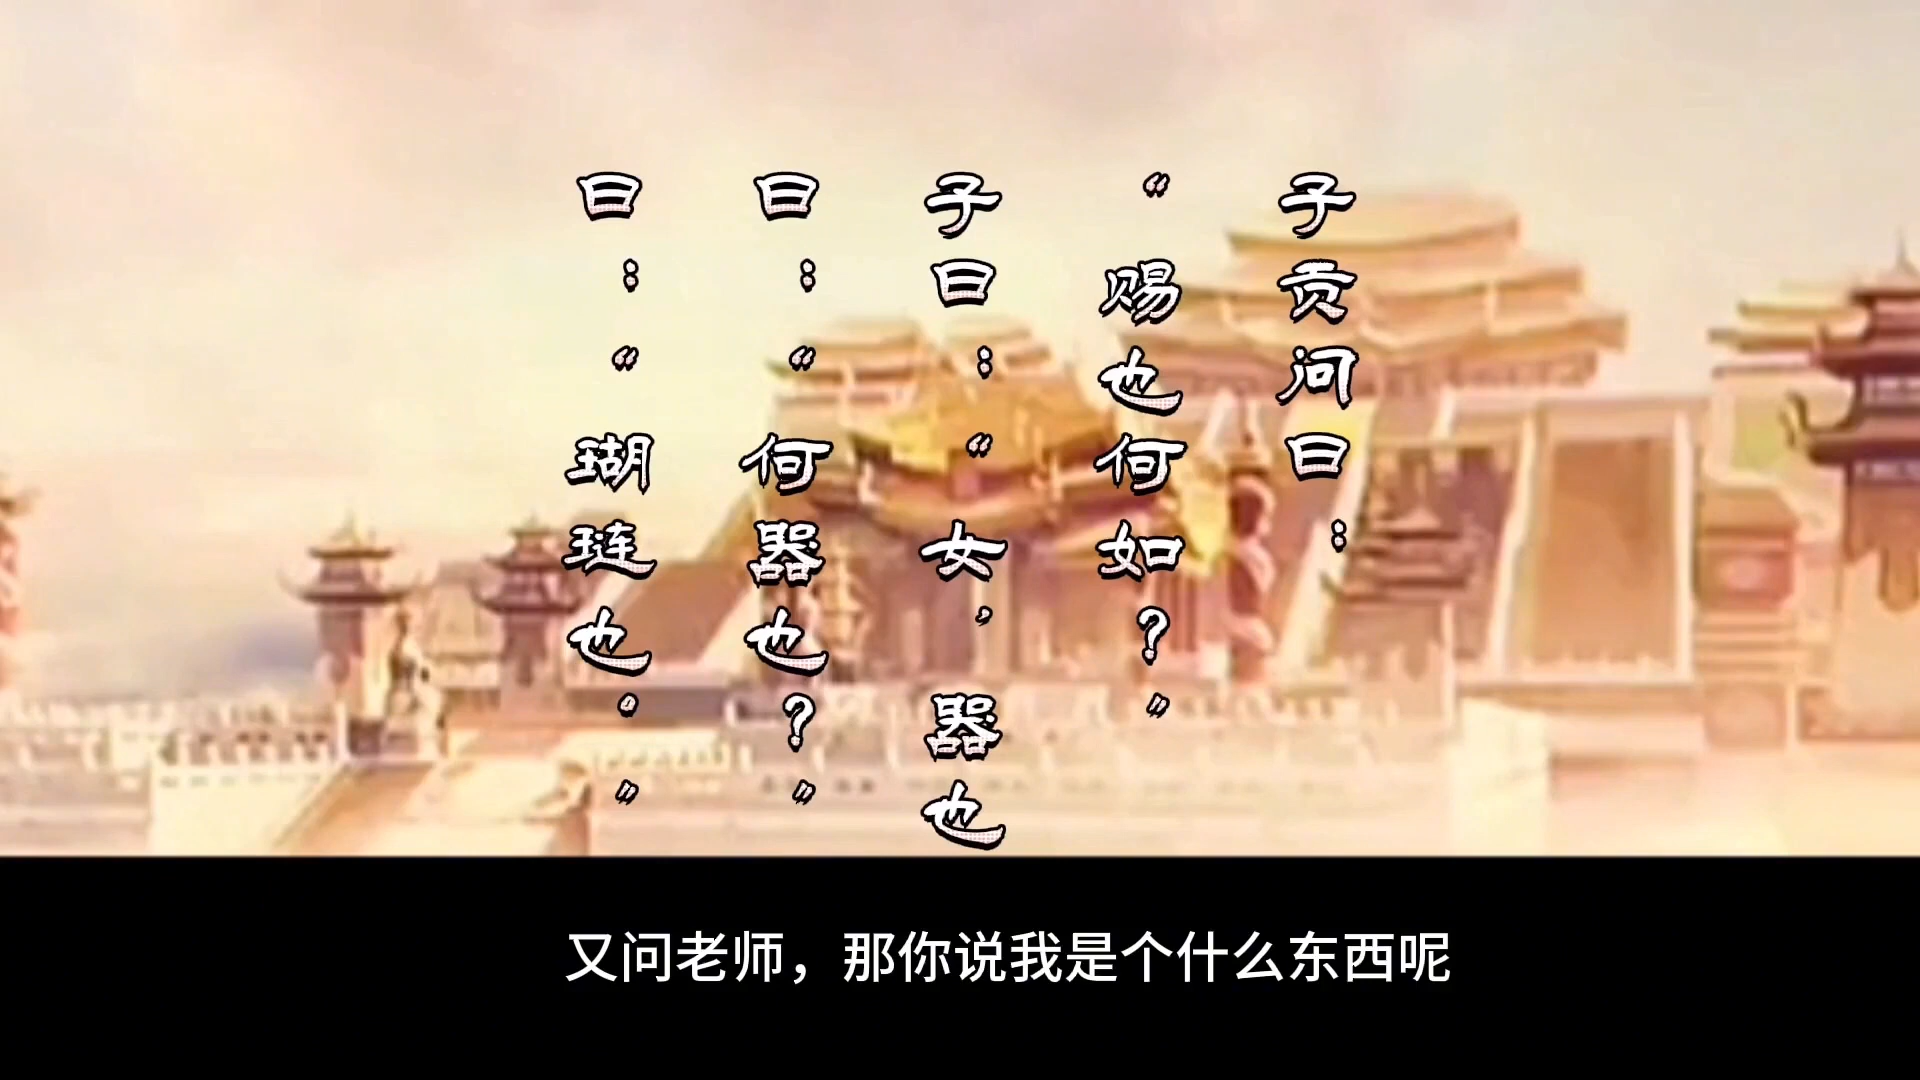 子贡问曰：
“赐也何如？”
子曰：“女，器也
曰：“何器也？”
曰：“瑚琏也。”
又问老师，那你说我是个什么东西呢